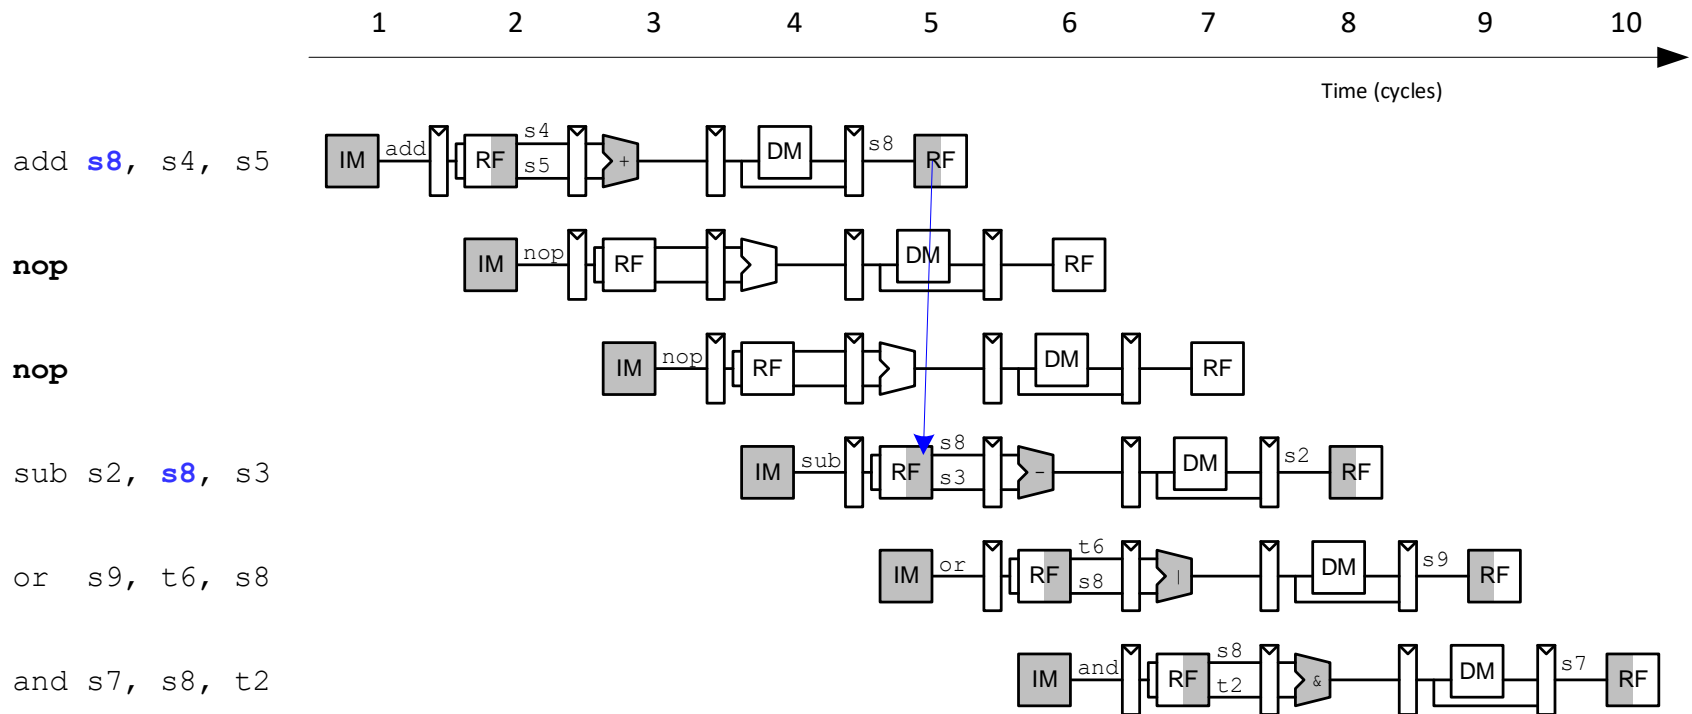 1 2 3 4 5 6 7 8 9 10
Time (cycles)
add s8, s4, s5 IM add RF s4 s5 + DM s8 RF
nop IM nop RF DM RF
nop IM nop RF DM RF
sub s2, s8, s3 IM sub RF s8 s3 - DM s2 RF
or s9, t6, s8 IM or RF t6 s8 | DM s9 RF
and s7, s8, t2 IM and RF s8 t2 & DM s7 RF